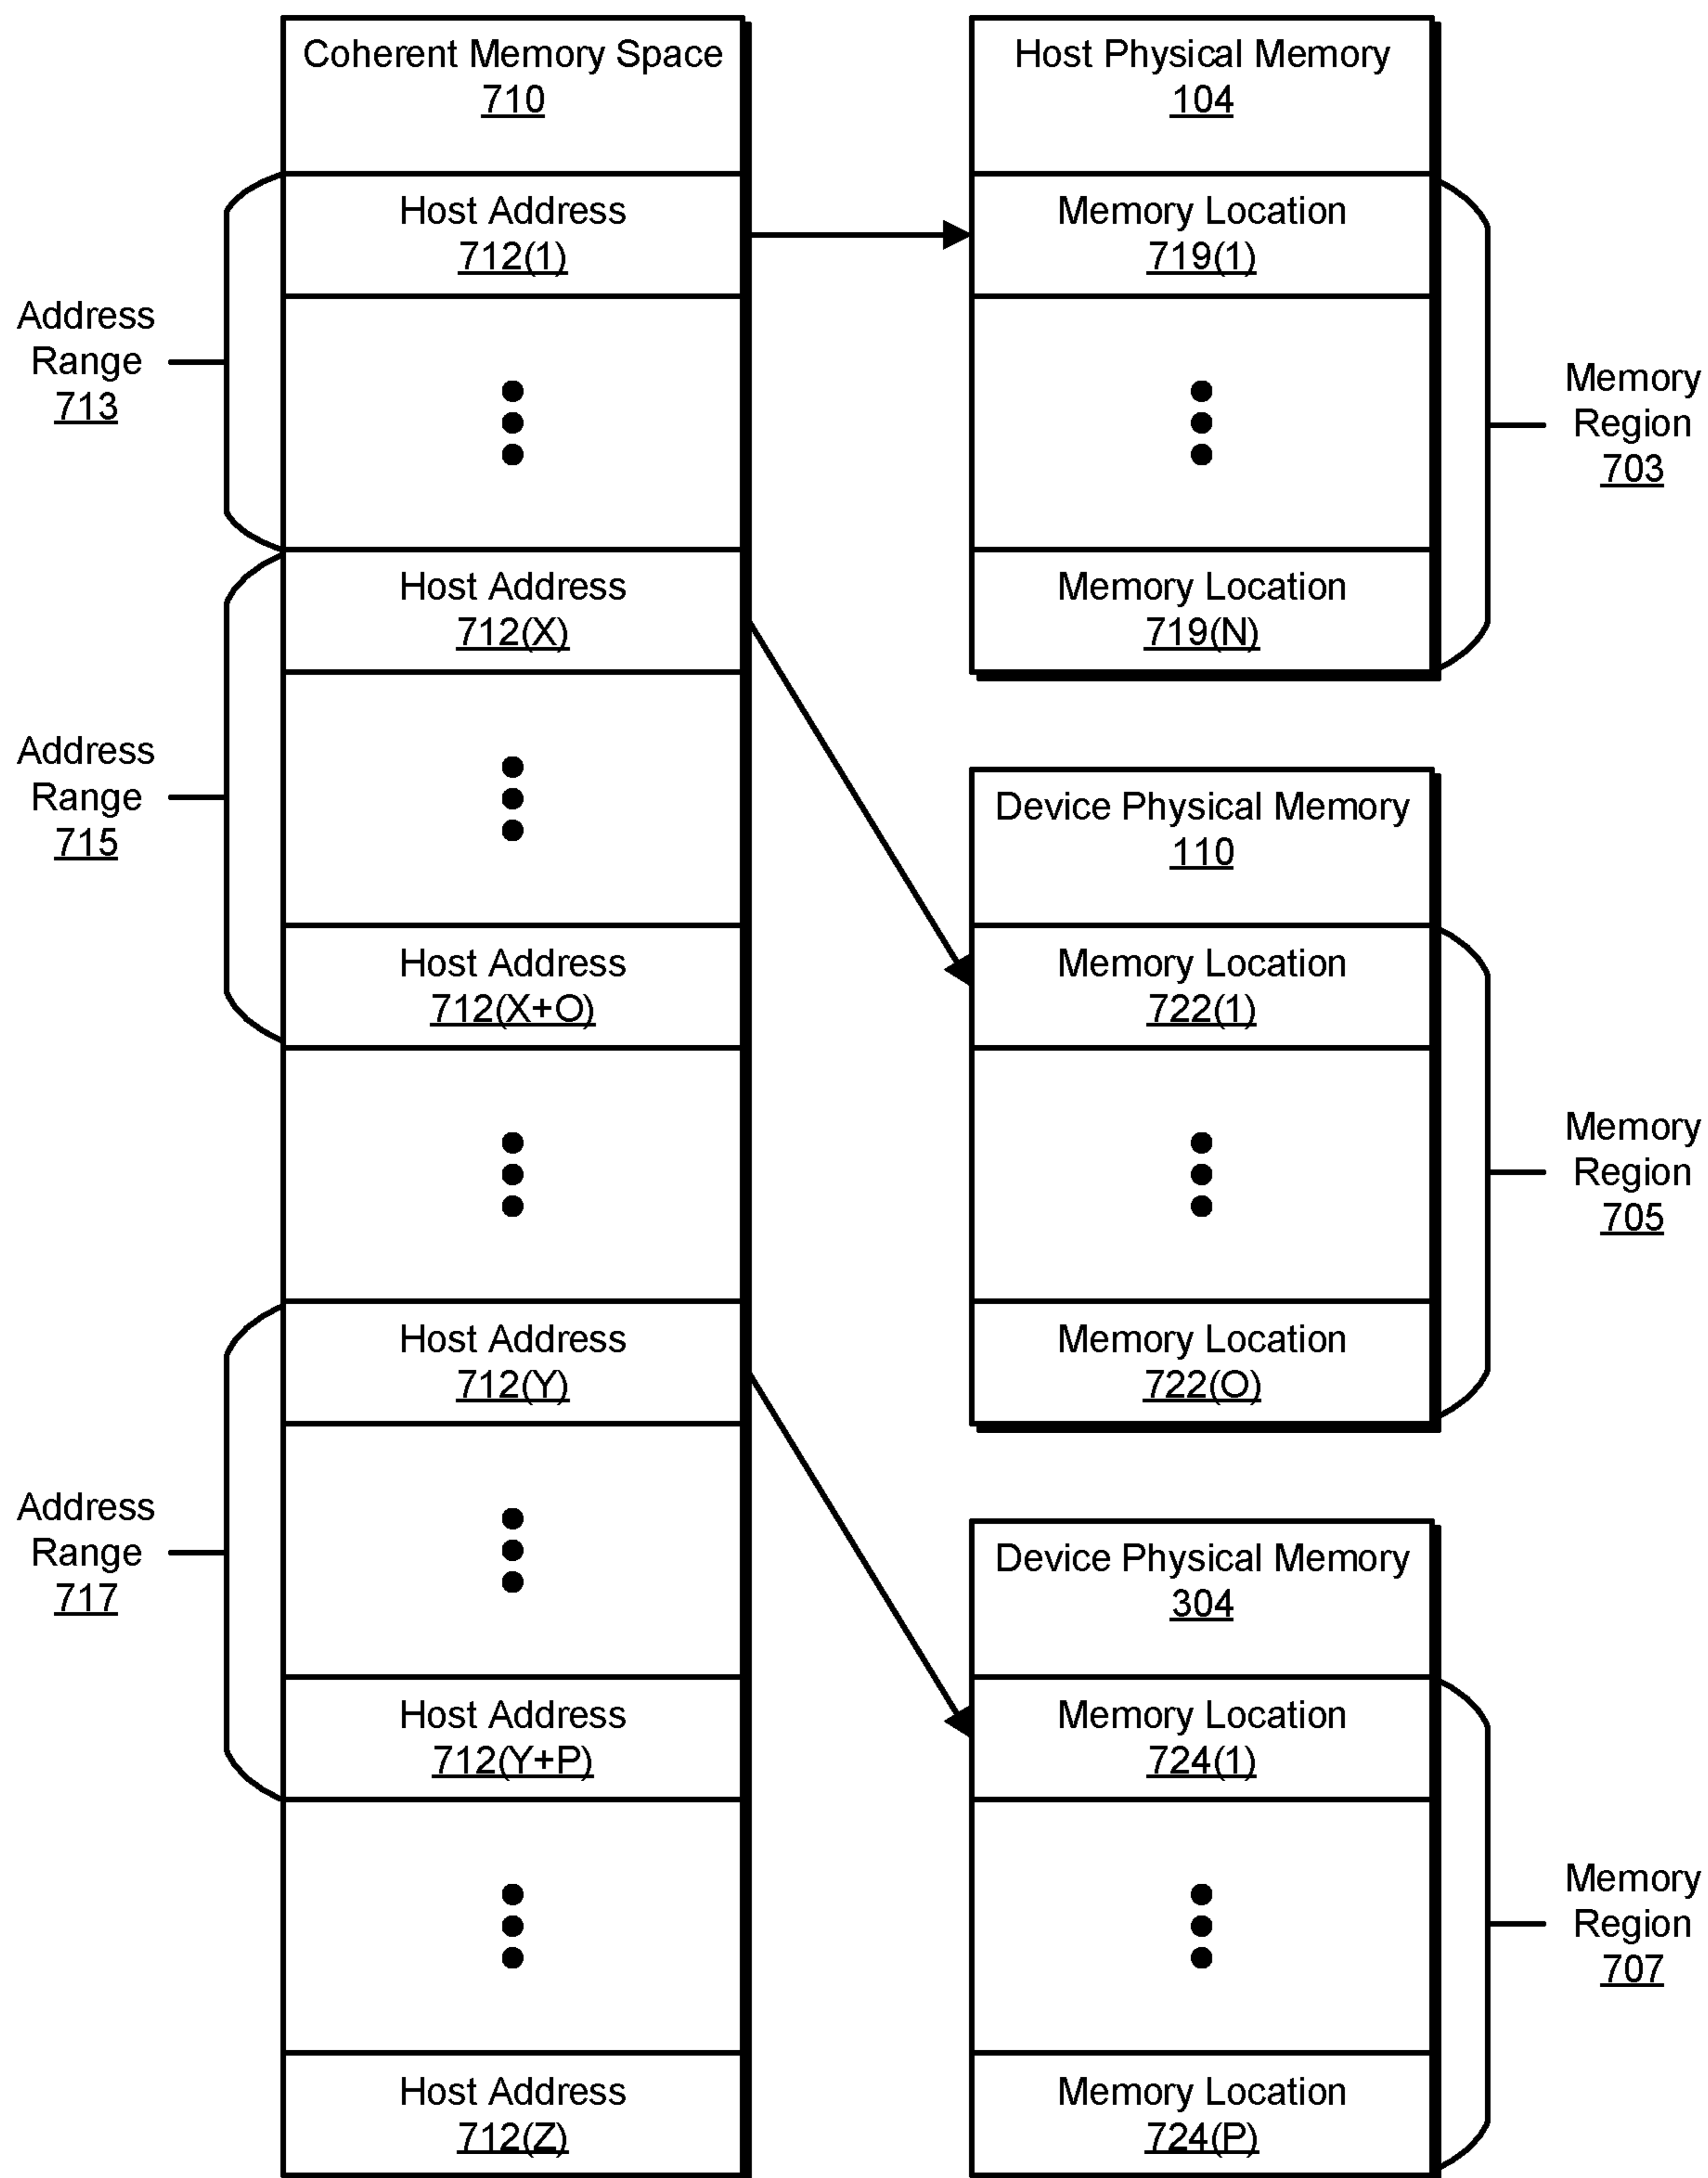 Coherent Memory Space
710
Host Address
712(1)
Host Address
712(X)
Host Address
712(X+O)
Host Address
712(Y)
Host Address
712(Y+P)
Host Address
712(Z)
Address
Range
713
Address
Range
715
Address
Range
717
Host Physical Memory
104
Memory Location
719(1)
Memory Location
719(N)
Memory
Region
703
Device Physical Memory
110
Memory Location
722(1)
Memory Location
722(O)
Memory
Region
705
Device Physical Memory
304
Memory Location
724(1)
Memory Location
724(P)
Memory
Region
707